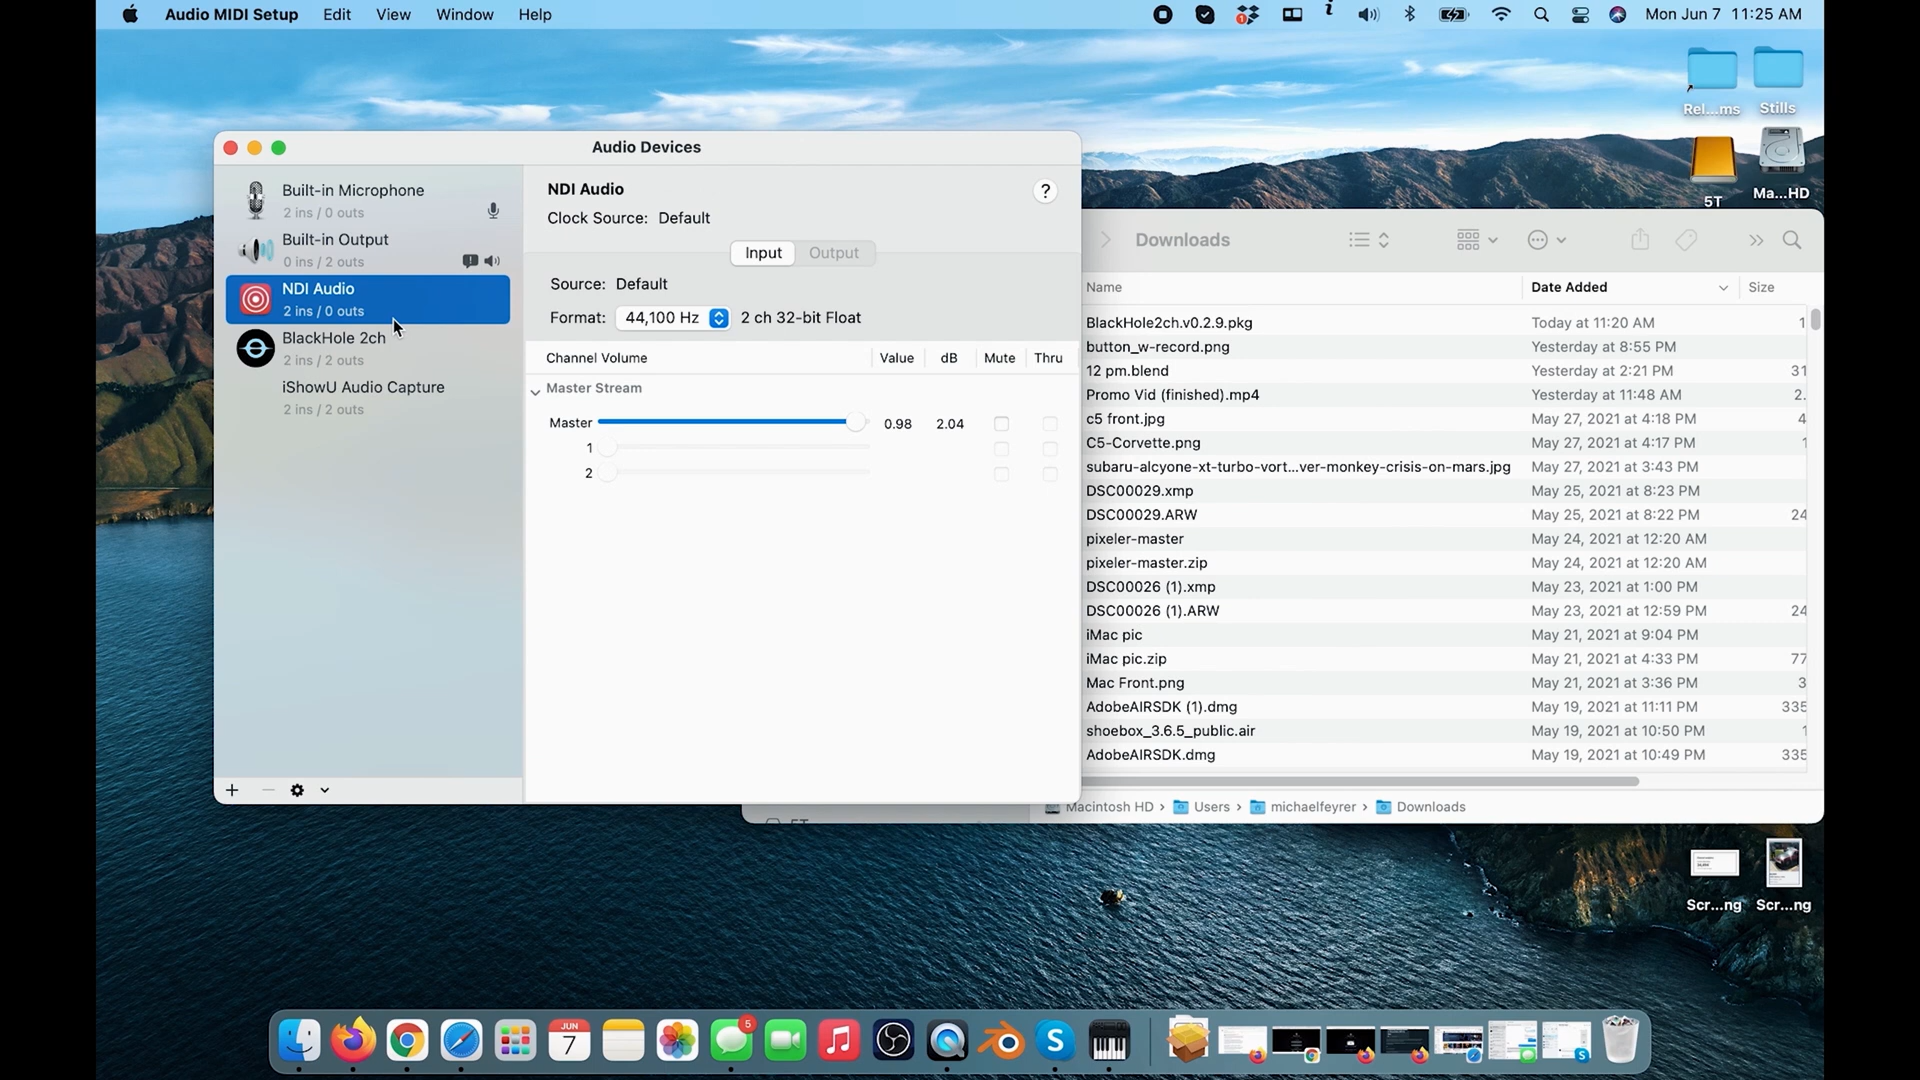 Audio MIDI Setup Edit View Window Help
1
Mon Jun 7 11:25 AM
Rel...ms Stills
5T Ma...HD
Audio Devices
Built-in Microphone
2 ins / 0 outs
Built-in Output
0 ins / 2 outs
NDI Audio
2 ins / 0 outs
BlackHole 2ch
2 ins / 2 outs
iShowU Audio Capture
2 ins / 2 outs
NDI Audio
?
Clock Source: Default
Input Output
Source: Default
Format: 44,100 Hz 2 ch 32-bit Float
Channel Volume Value dB Mute Thru
Master Stream
Master 0.98 2.04
1
2
Downloads
Name Date Added Size
BlackHole2ch.v0.2.9.pkg Today at 11:20 AM 1
button_w-record.png Yesterday at 8:55 PM
12 pm.blend Yesterday at 2:21 PM 31
Promo Vid (finished).mp4 Yesterday at 11:48 AM 2.
c5 front.jpg May 27, 2021 at 4:18 PM 4
C5-Corvette.png May 27, 2021 at 4:17 PM 1
subaru-alcyone-xt-turbo-vort...ver-monkey-crisis-on-mars.jpg May 27, 2021 at 3:43 PM
DSC00029.xmp May 25, 2021 at 8:23 PM
DSC00029.ARW May 25, 2021 at 8:22 PM 24
pixeler-master May 24, 2021 at 12:20 AM
pixeler-master.zip May 24, 2021 at 12:20 AM
DSC00026 (1).xmp May 23, 2021 at 1:00 PM
DSC00026 (1).ARW May 23, 2021 at 12:59 PM 24
iMac pic May 21, 2021 at 9:04 PM
iMac pic.zip May 21, 2021 at 4:33 PM 77
Mac Front.png May 21, 2021 at 3:36 PM 3
AdobeAIRSDK (1).dmg May 19, 2021 at 11:11 PM 335
shoebox_3.6.5_public.air May 19, 2021 at 10:50 PM 1
AdobeAIRSDK.dmg May 19, 2021 at 10:49 PM 335
Macintosh HD › Users › michaelfeyrer › Downloads
Scr...ng Scr...ng
JUN
7
5